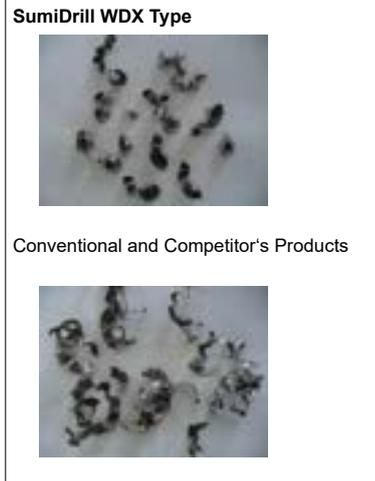 SumiDrill WDX Type
Conventional and Competitor‘s Products